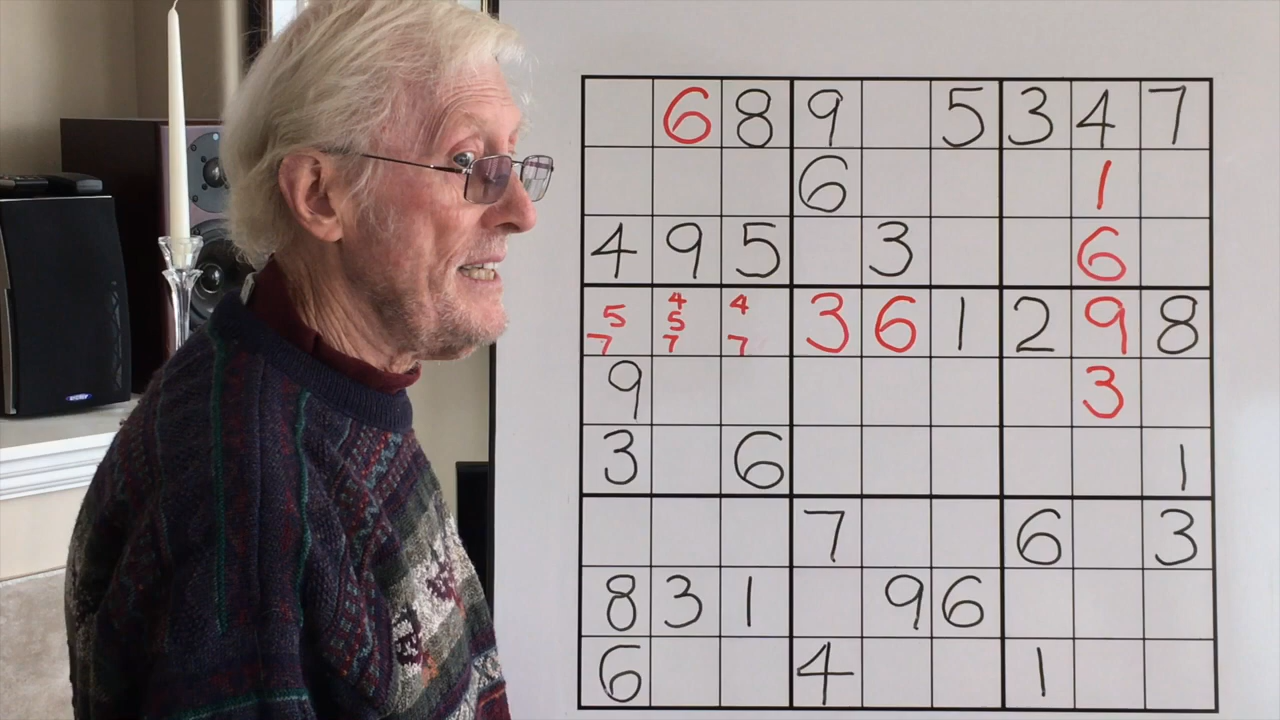 6 8 9 5 3 4 7
6 1
4 9 5 3 6
5 7 4 5 7 4 7 3 6 1 2 9 8
9 3
3 6 1
7 6 3
8 3 1 9 6
6 4 1